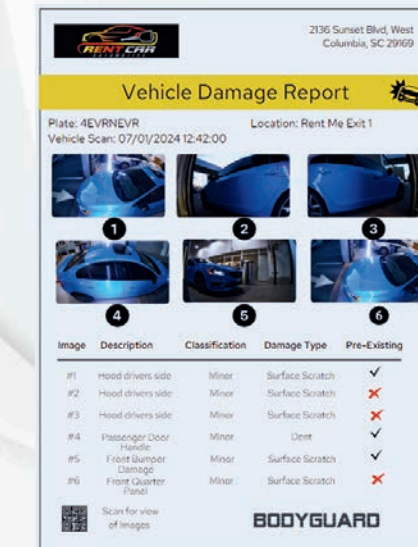 RENT CAR
AUTOMOTIVE
2136 Sunset Blvd, West
Columbia, SC 29169
Vehicle Damage Report
Plate: 4EVRNEVR
Location: Rent Me Exit 1
Vehicle Scan: 07/01/2024 12:42:00
1
2
3
4
5
6
Image Description Classification Damage Type Pre-Existing
#1 Hood drivers side Minor Surface Scratch ✓
#2 Hood drivers side Minor Surface Scratch ✗
#3 Hood drivers side Minor Surface Scratch ✗
#4 Passenger Door Handle Minor Dent ✓
#5 Front Bumper Damage Minor Surface Scratch ✓
#6 Front Quarter Panel Minor Surface Scratch ✗
Scan for view
of images
BODYGUARD